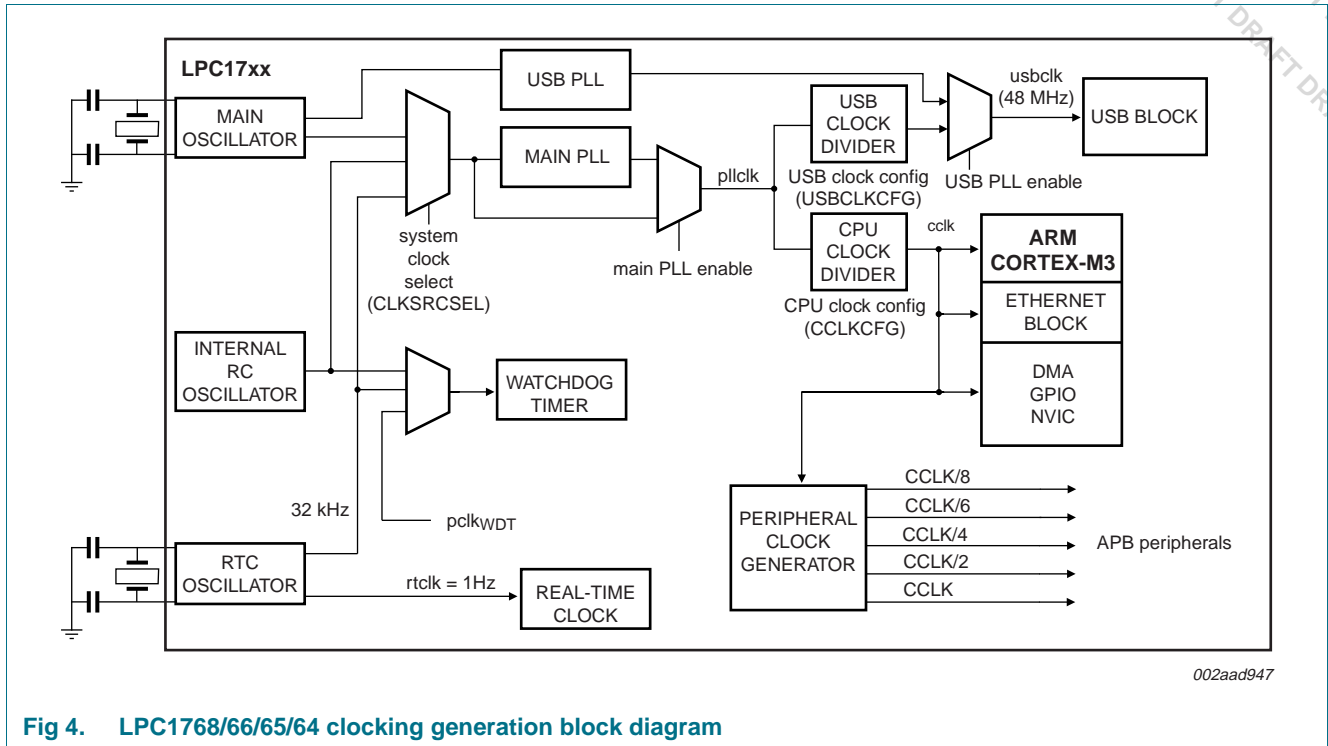 DRAFT DR
LPC17xx
MAIN
OSCILLATOR
USB PLL
MAIN PLL
system
clock
select
(CLKSRCSEL)
pllclk
main PLL enable
USB
CLOCK
DIVIDER
USB clock config
(USBCLKCFG)
usbclk
(48 MHz)
USB BLOCK
USB PLL enable
CPU
CLOCK
DIVIDER
CPU clock config
(CCLKCFG)
cclk
ARM
CORTEX-M3
ETHERNET
BLOCK
DMA
GPIO
NVIC
INTERNAL
RC
OSCILLATOR
WATCHDOG
TIMER
32 kHz
pclkWDT
RTC
OSCILLATOR
rtclk = 1Hz
REAL-TIME
CLOCK
PERIPHERAL
CLOCK
GENERATOR
CCLK/8
CCLK/6
CCLK/4
CCLK/2
CCLK
APB peripherals
002aad947
Fig 4. LPC1768/66/65/64 clocking generation block diagram